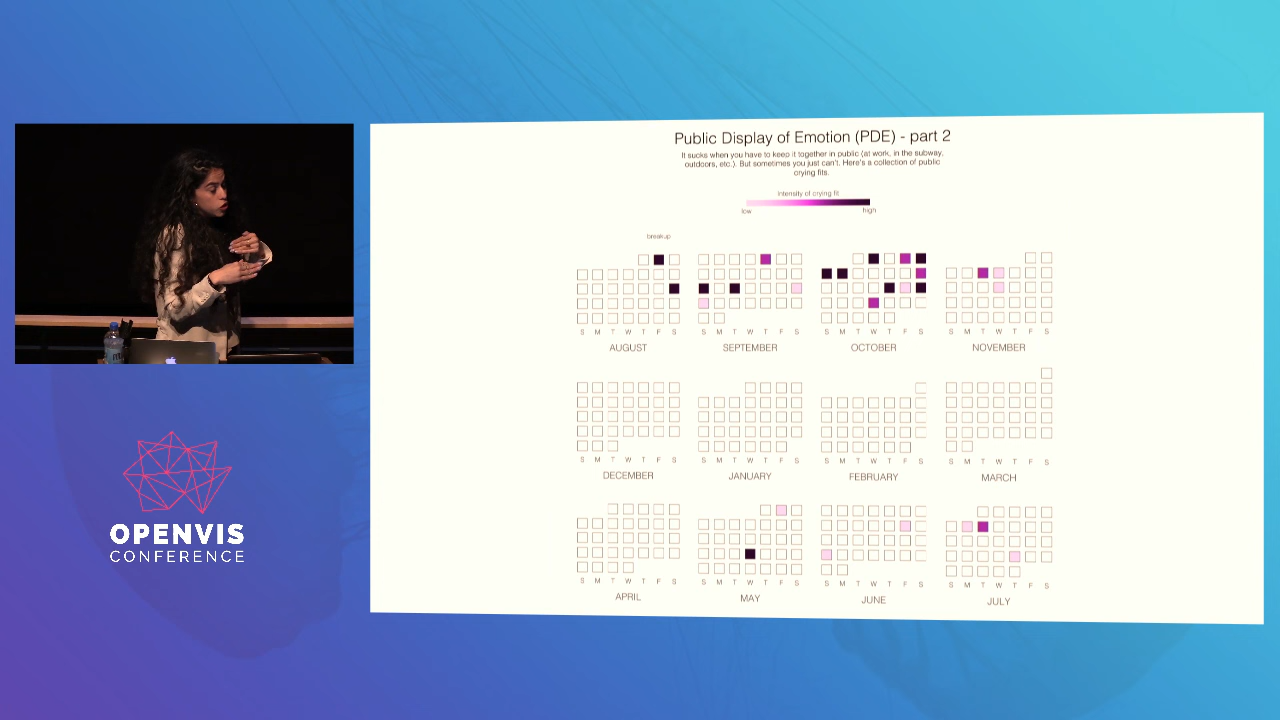 Public Display of Emotion (PDE) - part 2
It sucks when you have to keep it together in public (at work, in the subway,
outdoors, etc.). But sometimes you just can't. Here's a collection of public
crying fits.
Intensity of crying fit
low high
breakup
S M T W T F S
S M T W T F S
S M T W T F S
S M T W T F S
AUGUST SEPTEMBER OCTOBER NOVEMBER
S M T W T F S
S M T W T F S
S M T W T F S
S M T W T F S
DECEMBER JANUARY FEBRUARY MARCH
S M T W T F S
S M T W T F S
S M T W T F S
S M T W T F S
APRIL MAY JUNE JULY
OPENVIS
CONFERENCE